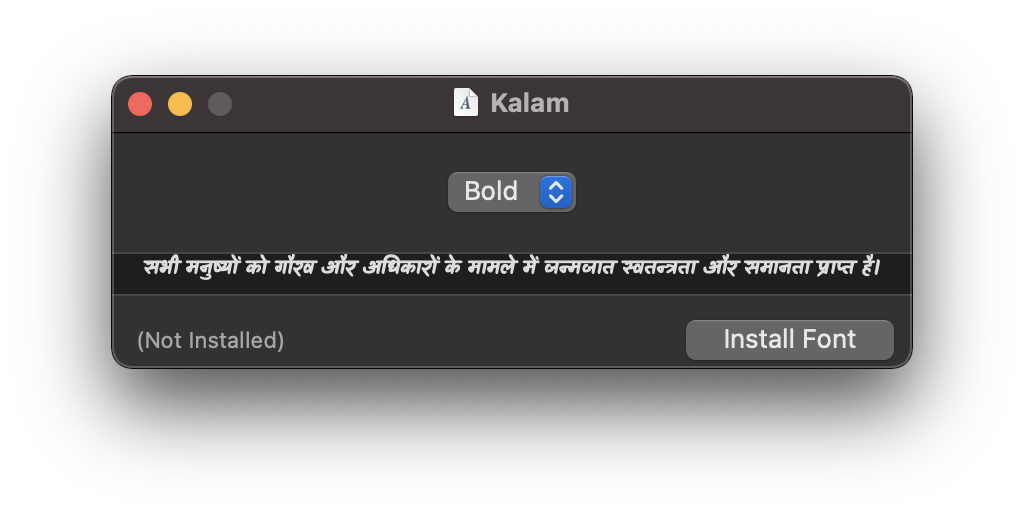 Kalam
Bold
सभी मनुष्यों को गौरव और अधिकारों के मामले में जन्मजात स्वतन्त्रता और समानता प्राप्त है।
(Not Installed)
Install Font